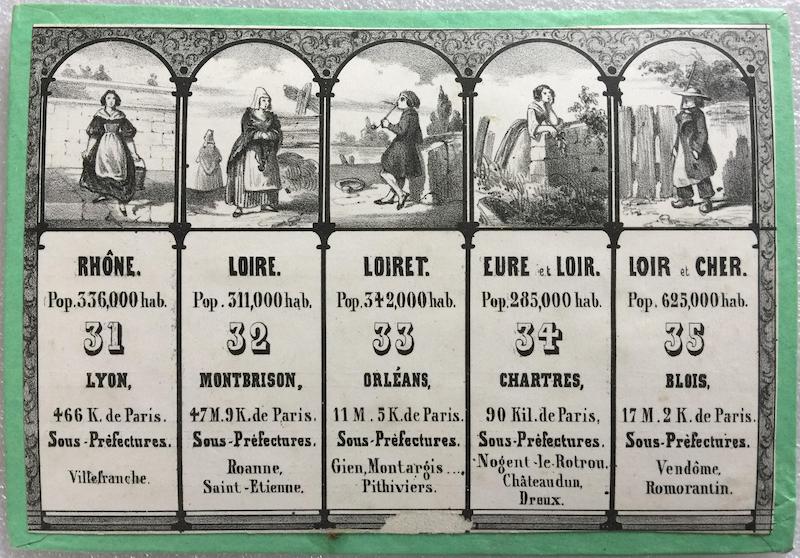 RHÔNE.
Pop. 336,000 hab.
31
LYON,
466 K. de Paris.
Sous-Préfectures.
Villefranche.
LOIRE.
Pop. 311,000 hab.
32
MONTBRISON,
47 M. 9 K. de Paris.
Sous-Préfectures.
Roanne,
Saint-Etienne.
LOIRET.
Pop. 342,000 hab.
33
ORLÉANS,
11 M. 5 K. de Paris.
Sous-Préfectures.
Gien, Montargis...,
Pithiviers.
EURE et LOIR.
Pop. 285,000 hab.
34
CHARTRES,
90 Kil. de Paris,
Sous-Préfectures.
Nogent-le-Rotrou.
Châteaudun,
Dreux.
LOIR et CHER.
Pop. 625,000 hab.
35
BLOIS,
17 M. 2 K. de Paris.
Sous-Préfectures.
Vendôme,
Romorantin.